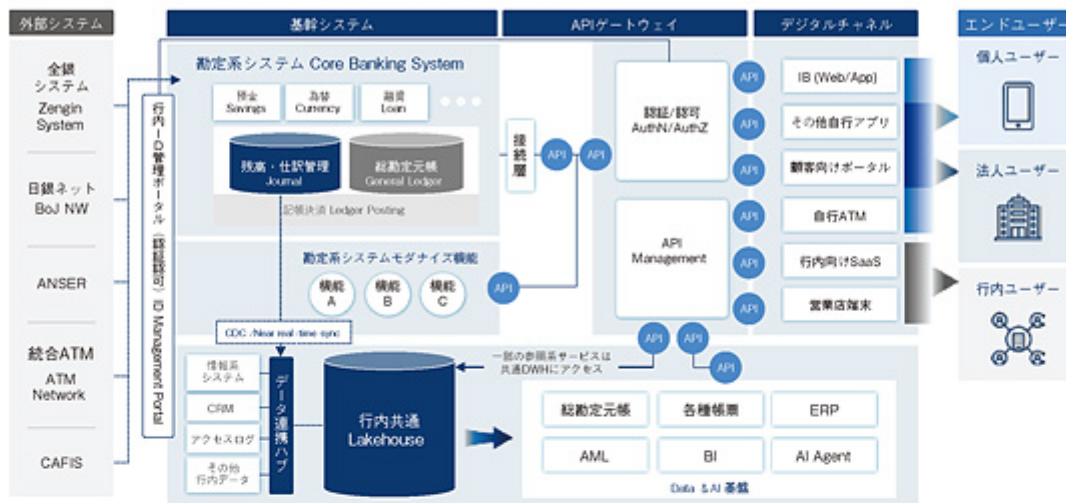 外部システム
全銀
システム
Zengin
System
日銀ネット
BoJ NW
ANSER
統合ATM
ATM
Network
CAFIS
行内ID管理ポータル(認証認可) ID Management Portal
基幹システム
勘定系システム Core Banking System
預金
Savings
為替
Currency
融資
Loan
残高・仕訳管理
Journal
総勘定元帳
General Ledger
記帳決済 Ledger Posting
勘定系システムモダナイズ機能
機能
A
機能
B
機能
C
API
CDC /Near real-time sync
情報系
システム
CRM
アクセスログ
その他
行内データ
データ連携ハブ
行内共通
Lakehouse
一部の参照系サービスは
共通DWHにアクセス
APIゲートウェイ
接続層
API
API
認証/認可
AuthN/AuthZ
API
Management
API
API
API
API
API
API
API
API
API
総勘定元帳
各種帳票
ERP
AML
BI
AI Agent
Data & AI 基盤
デジタルチャネル
IB (Web/App)
その他自行アプリ
顧客向けポータル
自行ATM
行内向けSaaS
営業店端末
エンドユーザー
個人ユーザー
法人ユーザー
行内ユーザー